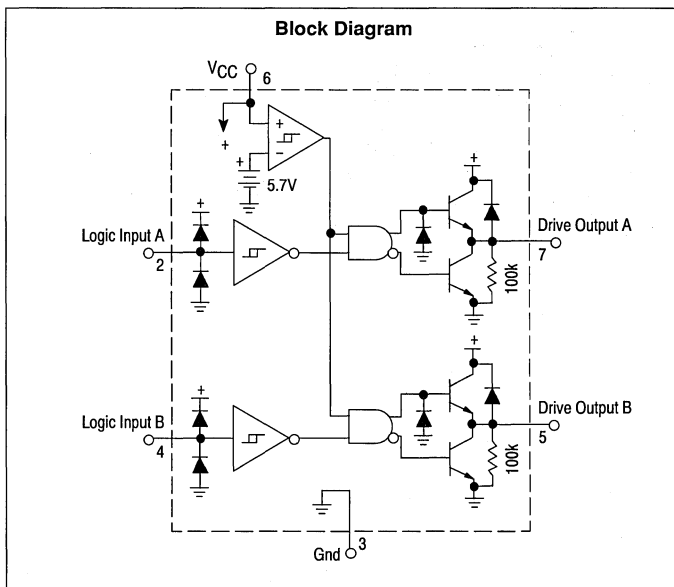 Block Diagram
VCC
6
+
+
−
+
5.7V
+
Logic Input A
2
+
Drive Output A
7
100k
+
Logic Input B
4
+
Drive Output B
5
100k
3
Gnd